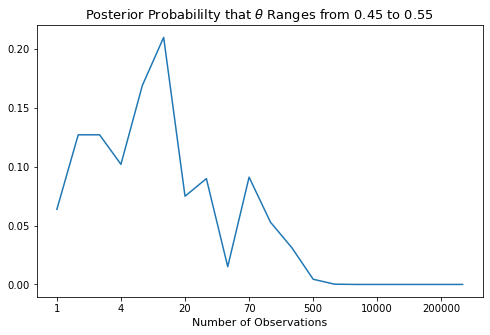 Posterior Probabililty that θ Ranges from 0.45 to 0.55
0.20
0.15
0.10
0.05
0.00
1 4 20 70 500 10000 200000
Number of Observations